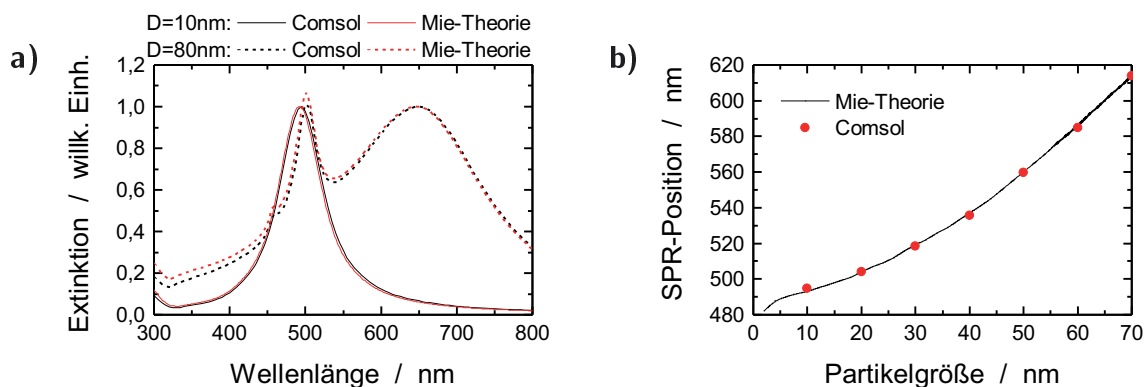 D=10nm: Comsol Mie-Theorie
D=80nm: Comsol Mie-Theorie
a)
Extinktion / willk. Einh.
1,2
1,0
0,8
0,6
0,4
0,2
0,0
300 400 500 600 700 800
Wellenlänge / nm
b)
SPR-Position / nm
620
600
580
560
540
520
500
480
Mie-Theorie
Comsol
0 10 20 30 40 50 60 70
Partikelgröße / nm